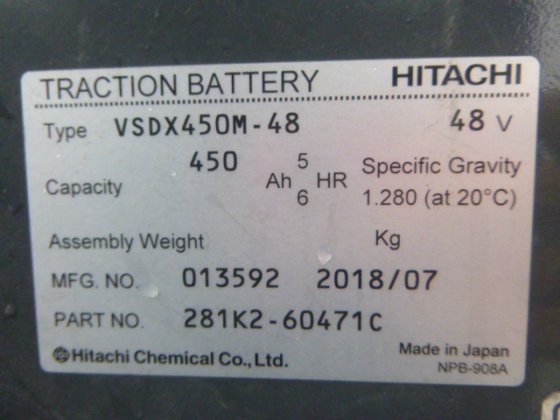 TRACTION BATTERY HITACHI
Type VSDX450M-48 48 V
Capacity 450 Ah 5 6 HR
Specific Gravity
1.280 (at 20°C)
Assembly Weight Kg
MFG. NO. 013592 2018/07
PART NO. 281K2-60471C
Hitachi Chemical Co., Ltd.
Made in Japan
NPB-908A